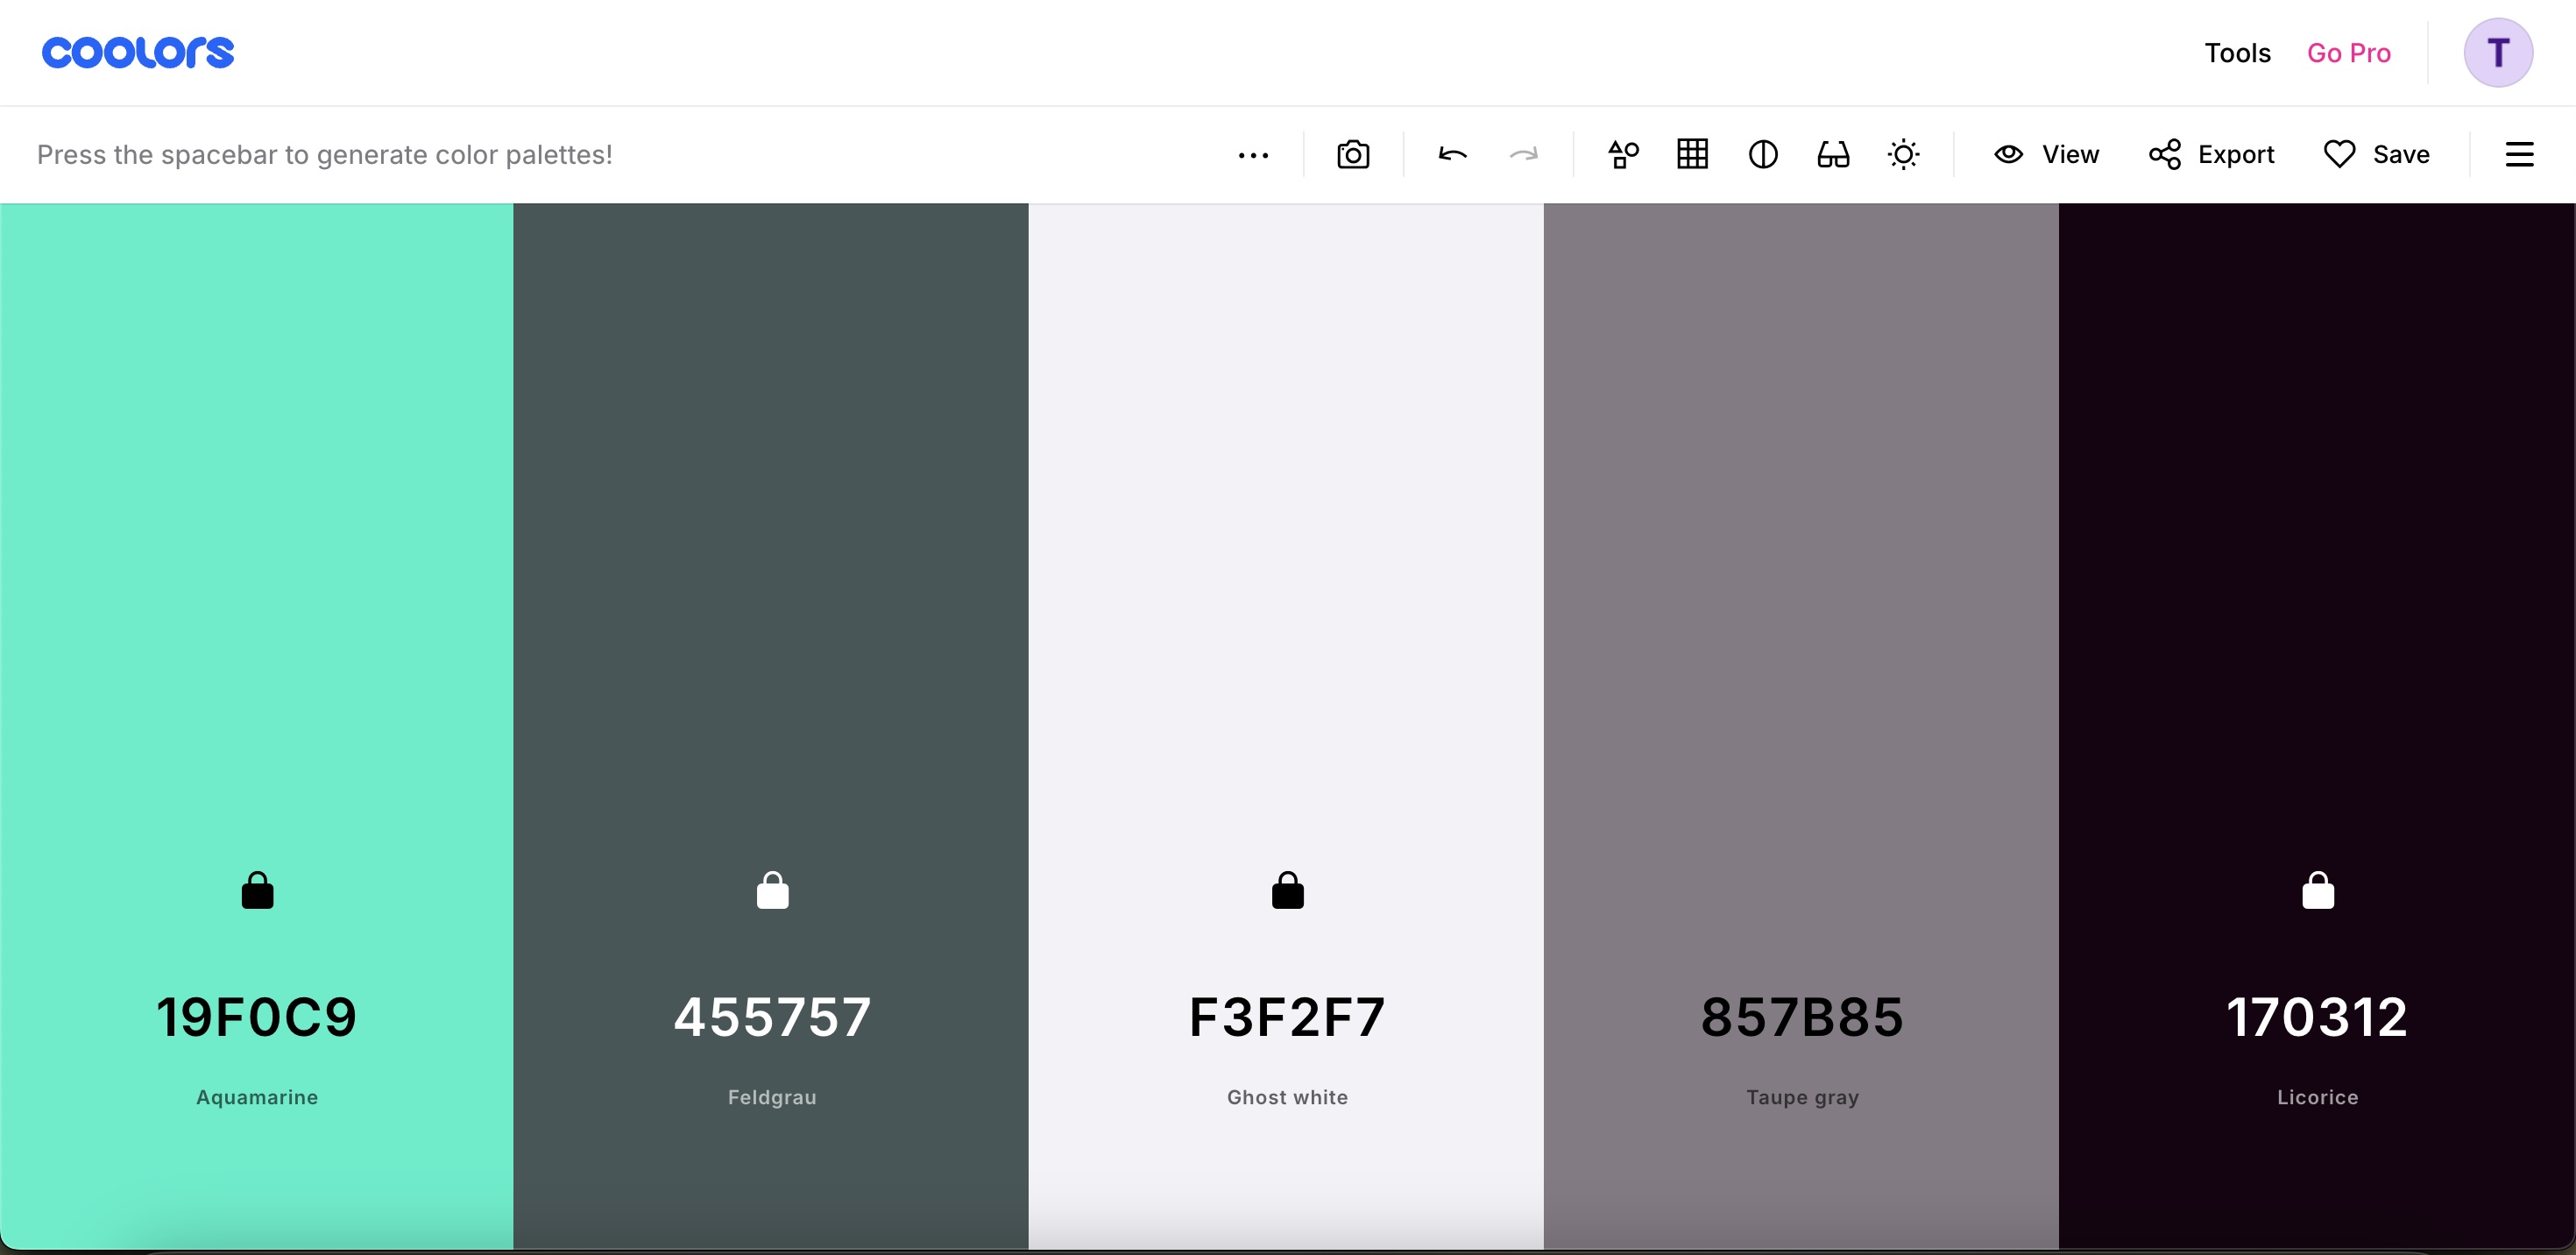 coolors
Tools
Go Pro
T
Press the spacebar to generate color palettes!
View
Export
Save
19F0C9
Aquamarine
455757
Feldgrau
F3F2F7
Ghost white
857B85
Taupe gray
170312
Licorice